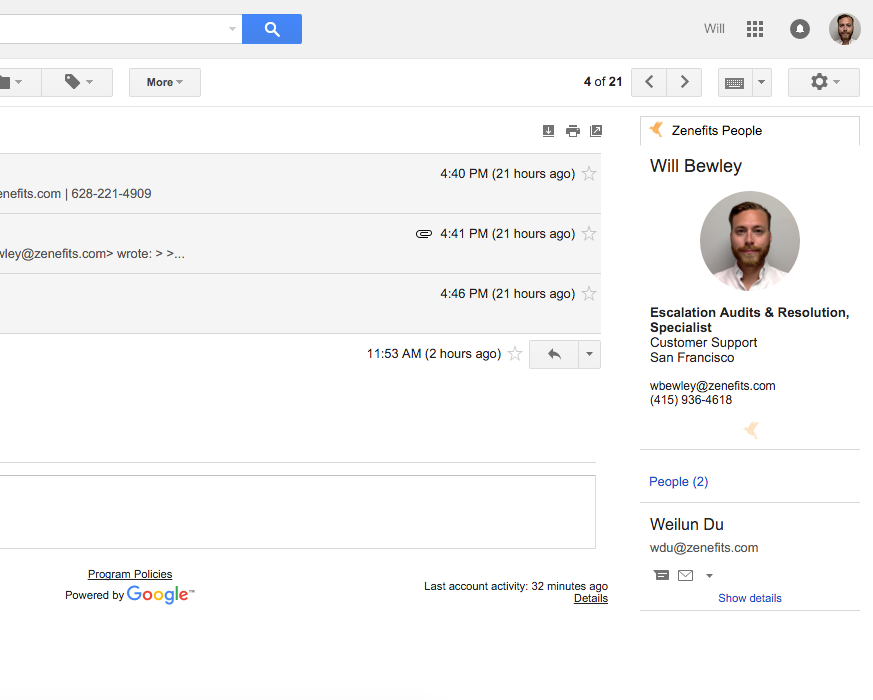 Will
More
4 of 21
Zenefits People
Will Bewley
4:40 PM (21 hours ago)
enefits.com | 628-221-4909
4:41 PM (21 hours ago)
wley@zenefits.com> wrote: > >...
4:46 PM (21 hours ago)
11:53 AM (2 hours ago)
Escalation Audits & Resolution,
Specialist
Customer Support
San Francisco
wbewley@zenefits.com
(415) 936-4618
People (2)
Weilun Du
wdu@zenefits.com
Show details
Program Policies
Powered by Google™
Last account activity: 32 minutes ago
Details